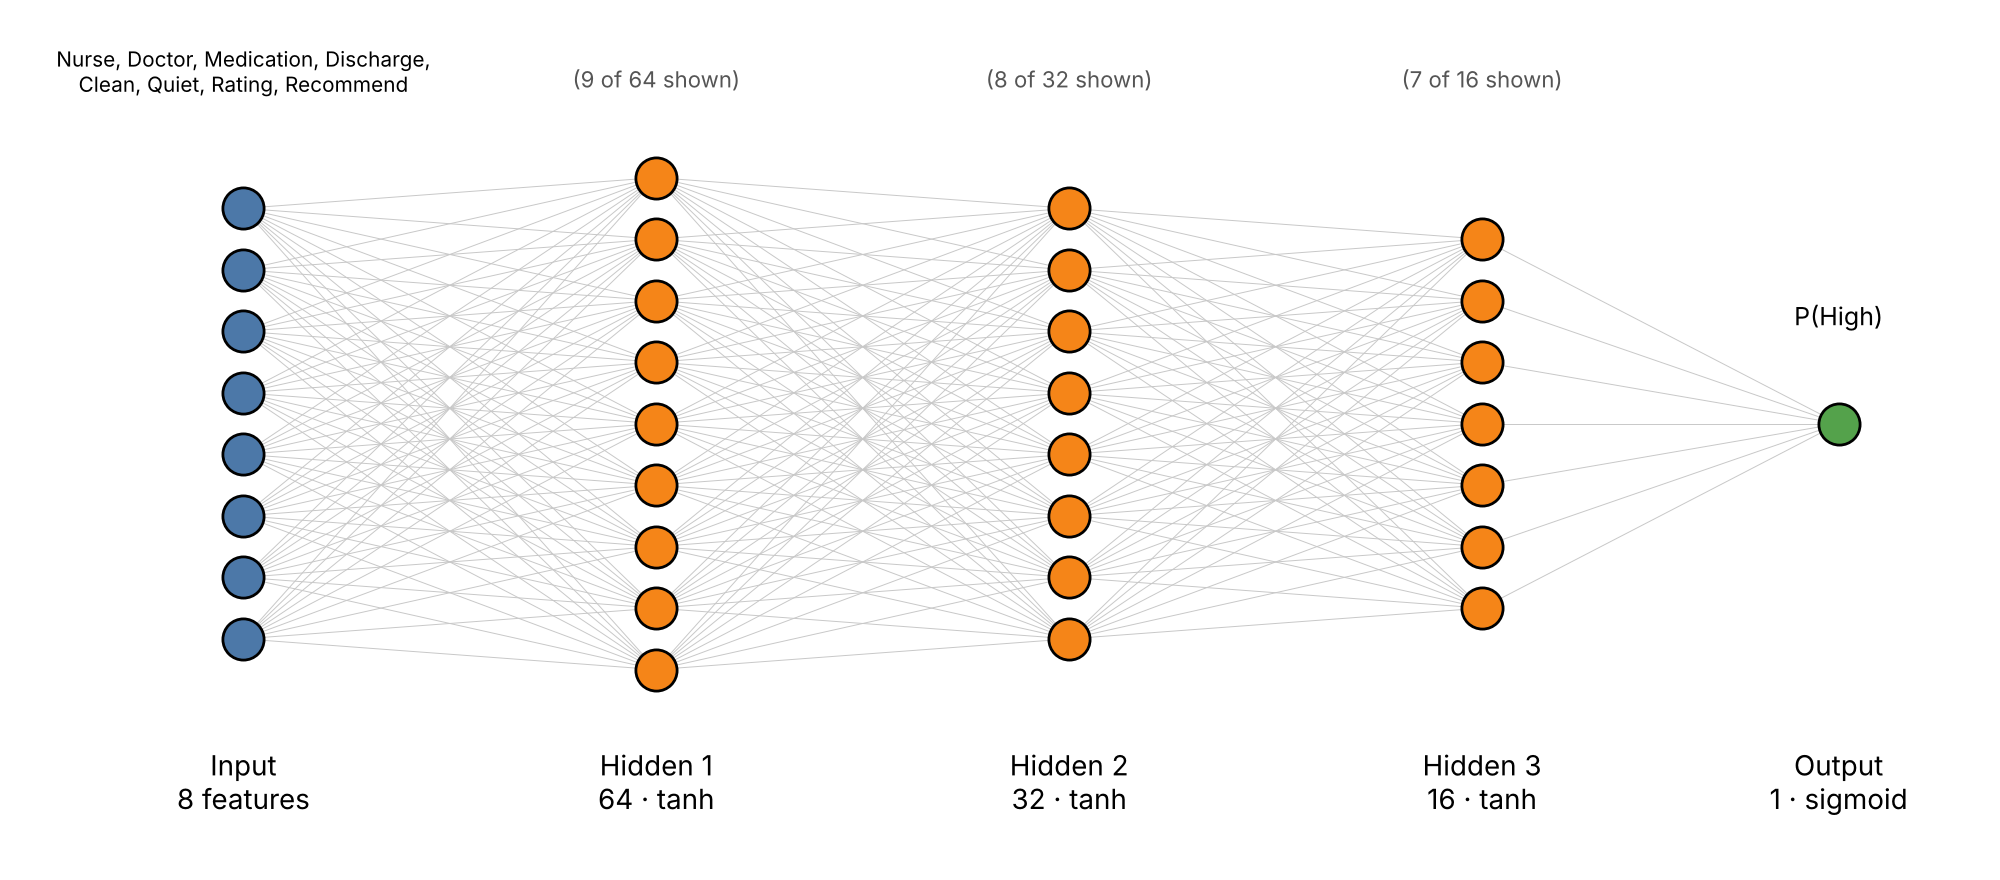 Nurse, Doctor, Medication, Discharge,
Clean, Quiet, Rating, Recommend
(9 of 64 shown)
(8 of 32 shown)
(7 of 16 shown)
P(High)
Input
8 features
Hidden 1
64 · tanh
Hidden 2
32 · tanh
Hidden 3
16 · tanh
Output
1 · sigmoid